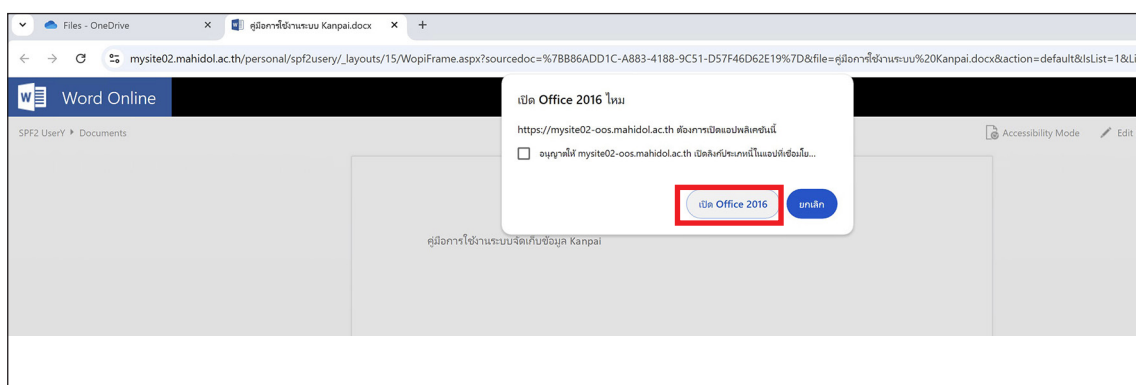 Files - OneDrive
คู่มือการใช้งานระบบ Kanpai.docx
mysite02.mahidol.ac.th/personal/spf2usery/_layouts/15/WopiFrame.aspx?sourcedoc=%7BB86ADD1C-A883-4188-9C51-D57F46D62E19%7D&file=คู่มือการใช้งานระบบ%20Kanpai.docx&action=default&IsList=1&Li
Word Online
เปิด Office 2016 ไหม
https://mysite02-oos.mahidol.ac.th ต้องการเปิดแอปพลิเคชันนี้
อนุญาตให้ mysite02-oos.mahidol.ac.th เปิดลิงก์ประเภทนี้ในแอปที่เชื่อมโย...
เปิด Office 2016 ยกเลิก
SPF2 UserY Documents
Accessibility Mode Edit
คู่มือการใช้งานระบบจัดเก็บข้อมูล Kanpai